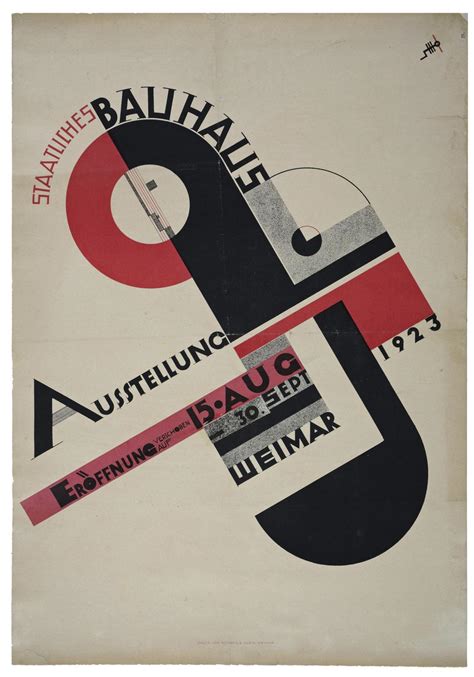 STAATLICHES
BAUHAUS
AUSSTELLUNG
1923
ERÖFFNUNG
VERSCHOBEN
AUF
15·AUG
30. SEPT
WEIMAR